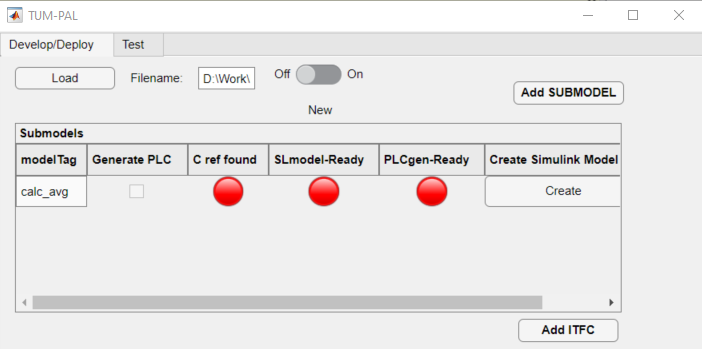 TUM-PAL
Develop/Deploy Test
Load Filename: D:\Work\ Off On
Add SUBMODEL
New
Submodels
modelTag Generate PLC C ref found SLmodel-Ready PLCgen-Ready Create Simulink Model
calc_avg Create
Add ITFC